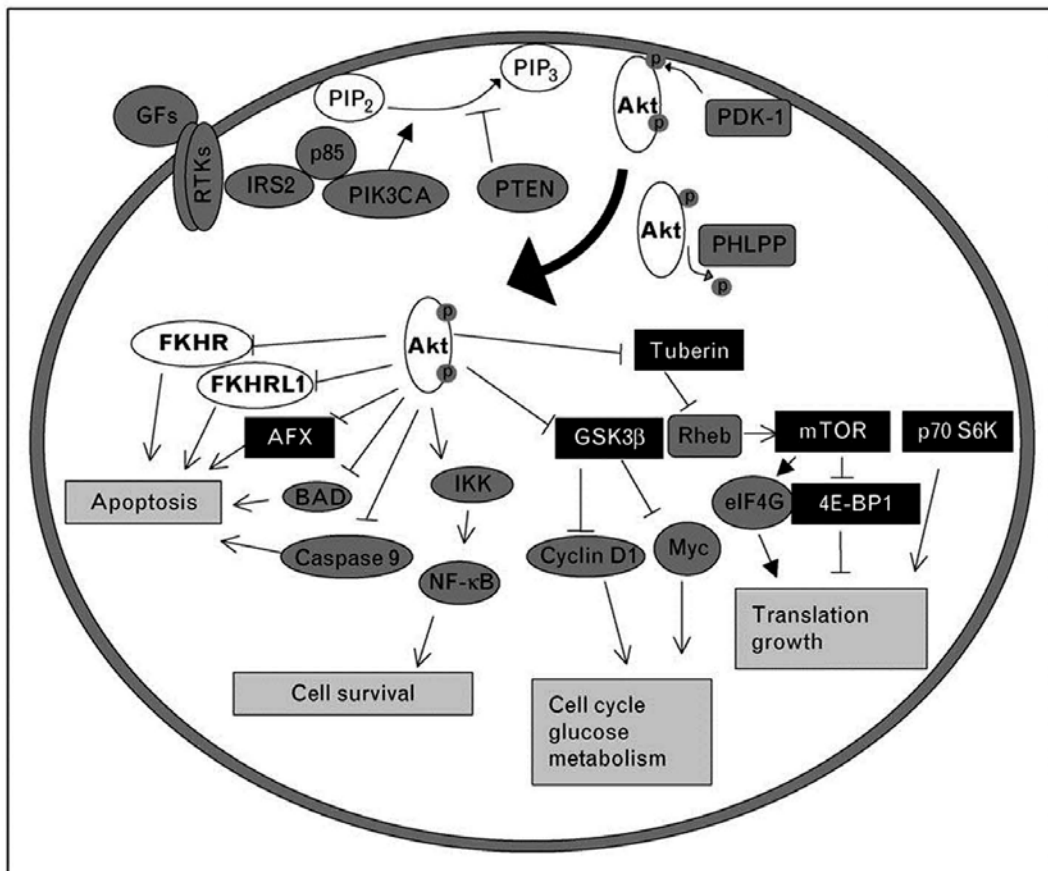 PIP3
PIP2
p
Akt
p
PDK-1
GFs
RTKs
p85
IRS2
PIK3CA
PTEN
p
Akt
PHLPP
p
FKHR
p
Akt
p
Tuberin
FKHRL1
AFX
GSK3β
Rheb
mTOR
p70 S6K
Apoptosis
BAD
IKK
eIF4G
4E-BP1
Caspase 9
NF-κB
Cyclin D1
Myc
Translation
growth
Cell survival
Cell cycle
glucose
metabolism